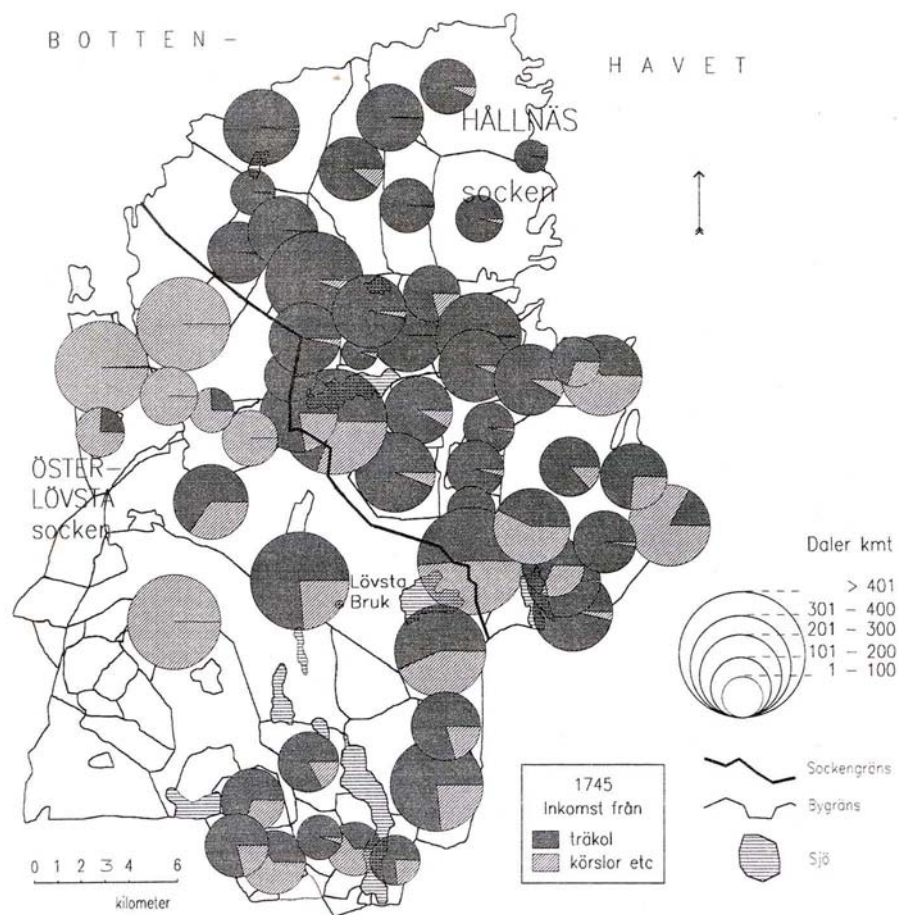 BOTTEN-
HAVET
HÅLLNÄS
socken
ÖSTER-
LÖVSTA
socken
Lövsta
Bruk
Daler kmt
> 401
301 - 400
201 - 300
101 - 200
1 - 100
Sockengräns
Bygräns
Sjö
1745
Inkomst från
träkol
körslor etc
0 1 2 3 4 6
kilometer